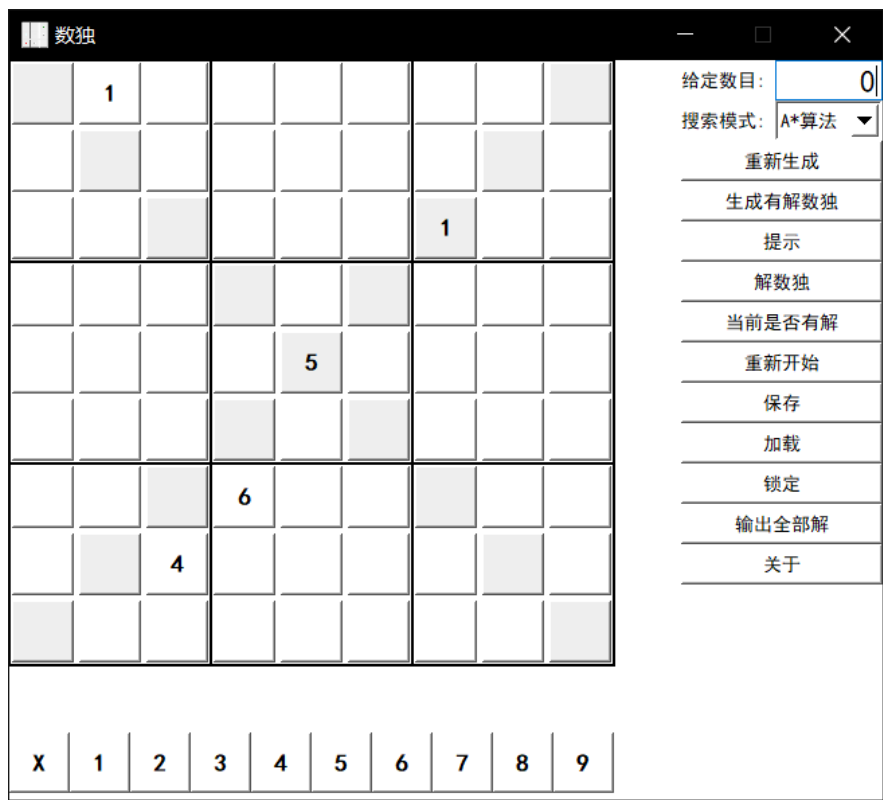 数独
1
给定数目: 0
搜索模式: A*算法
重新生成
生成有解数独
1
提示
解数独
当前是否有解
5
重新开始
保存
加载
6
锁定
输出全部解
4
关于
X 1 2 3 4 5 6 7 8 9